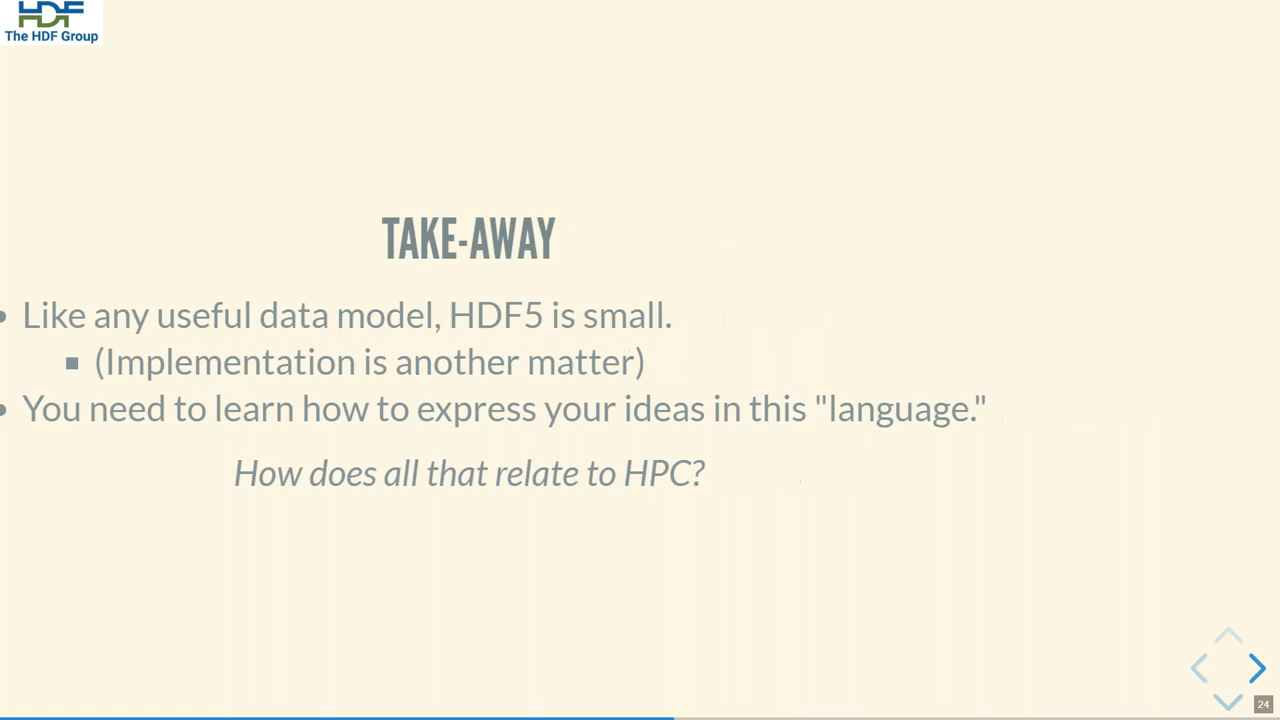 HDF
The HDF Group
TAKE-AWAY
• Like any useful data model, HDF5 is small.
▪ (Implementation is another matter)
• You need to learn how to express your ideas in this "language."
How does all that relate to HPC?
24